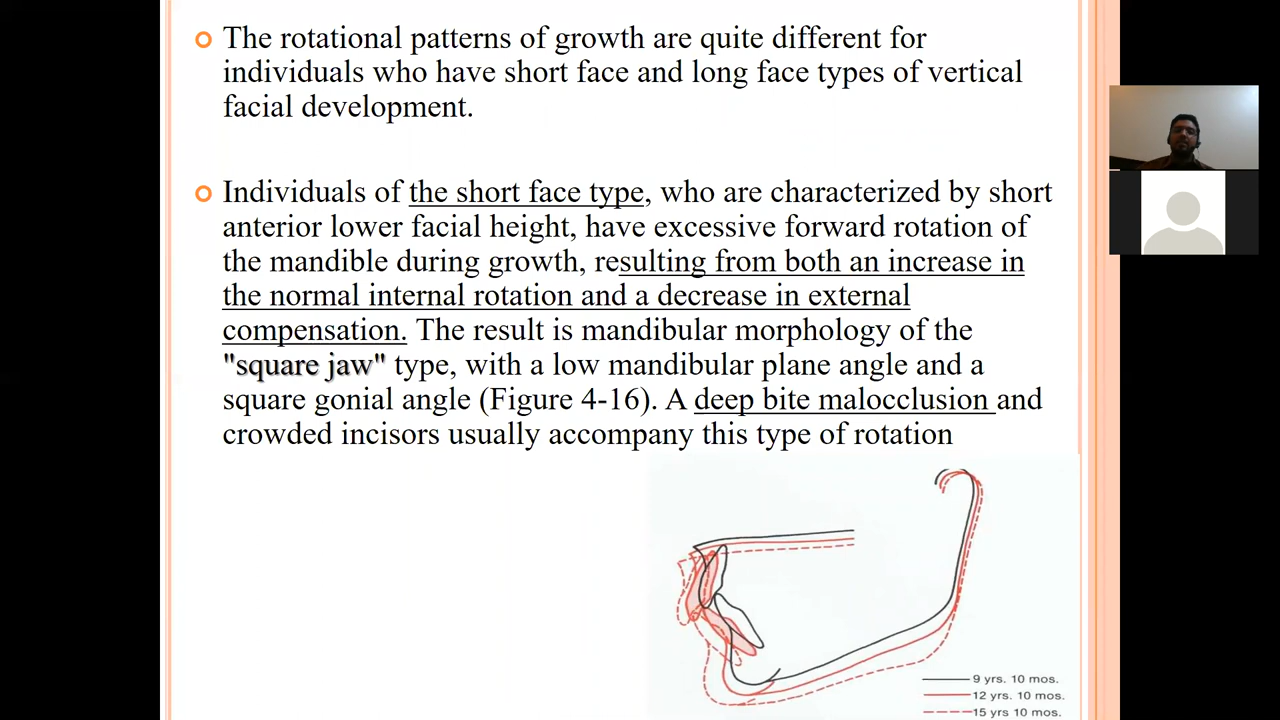 The rotational patterns of growth are quite different for
individuals who have short face and long face types of vertical
facial development.
Individuals of the short face type, who are characterized by short
anterior lower facial height, have excessive forward rotation of
the mandible during growth, resulting from both an increase in
the normal internal rotation and a decrease in external
compensation. The result is mandibular morphology of the
"square jaw" type, with a low mandibular plane angle and a
square gonial angle (Figure 4-16). A deep bite malocclusion and
crowded incisors usually accompany this type of rotation
9 yrs. 10 mos.
12 yrs. 10 mos.
15 yrs 10 mos.